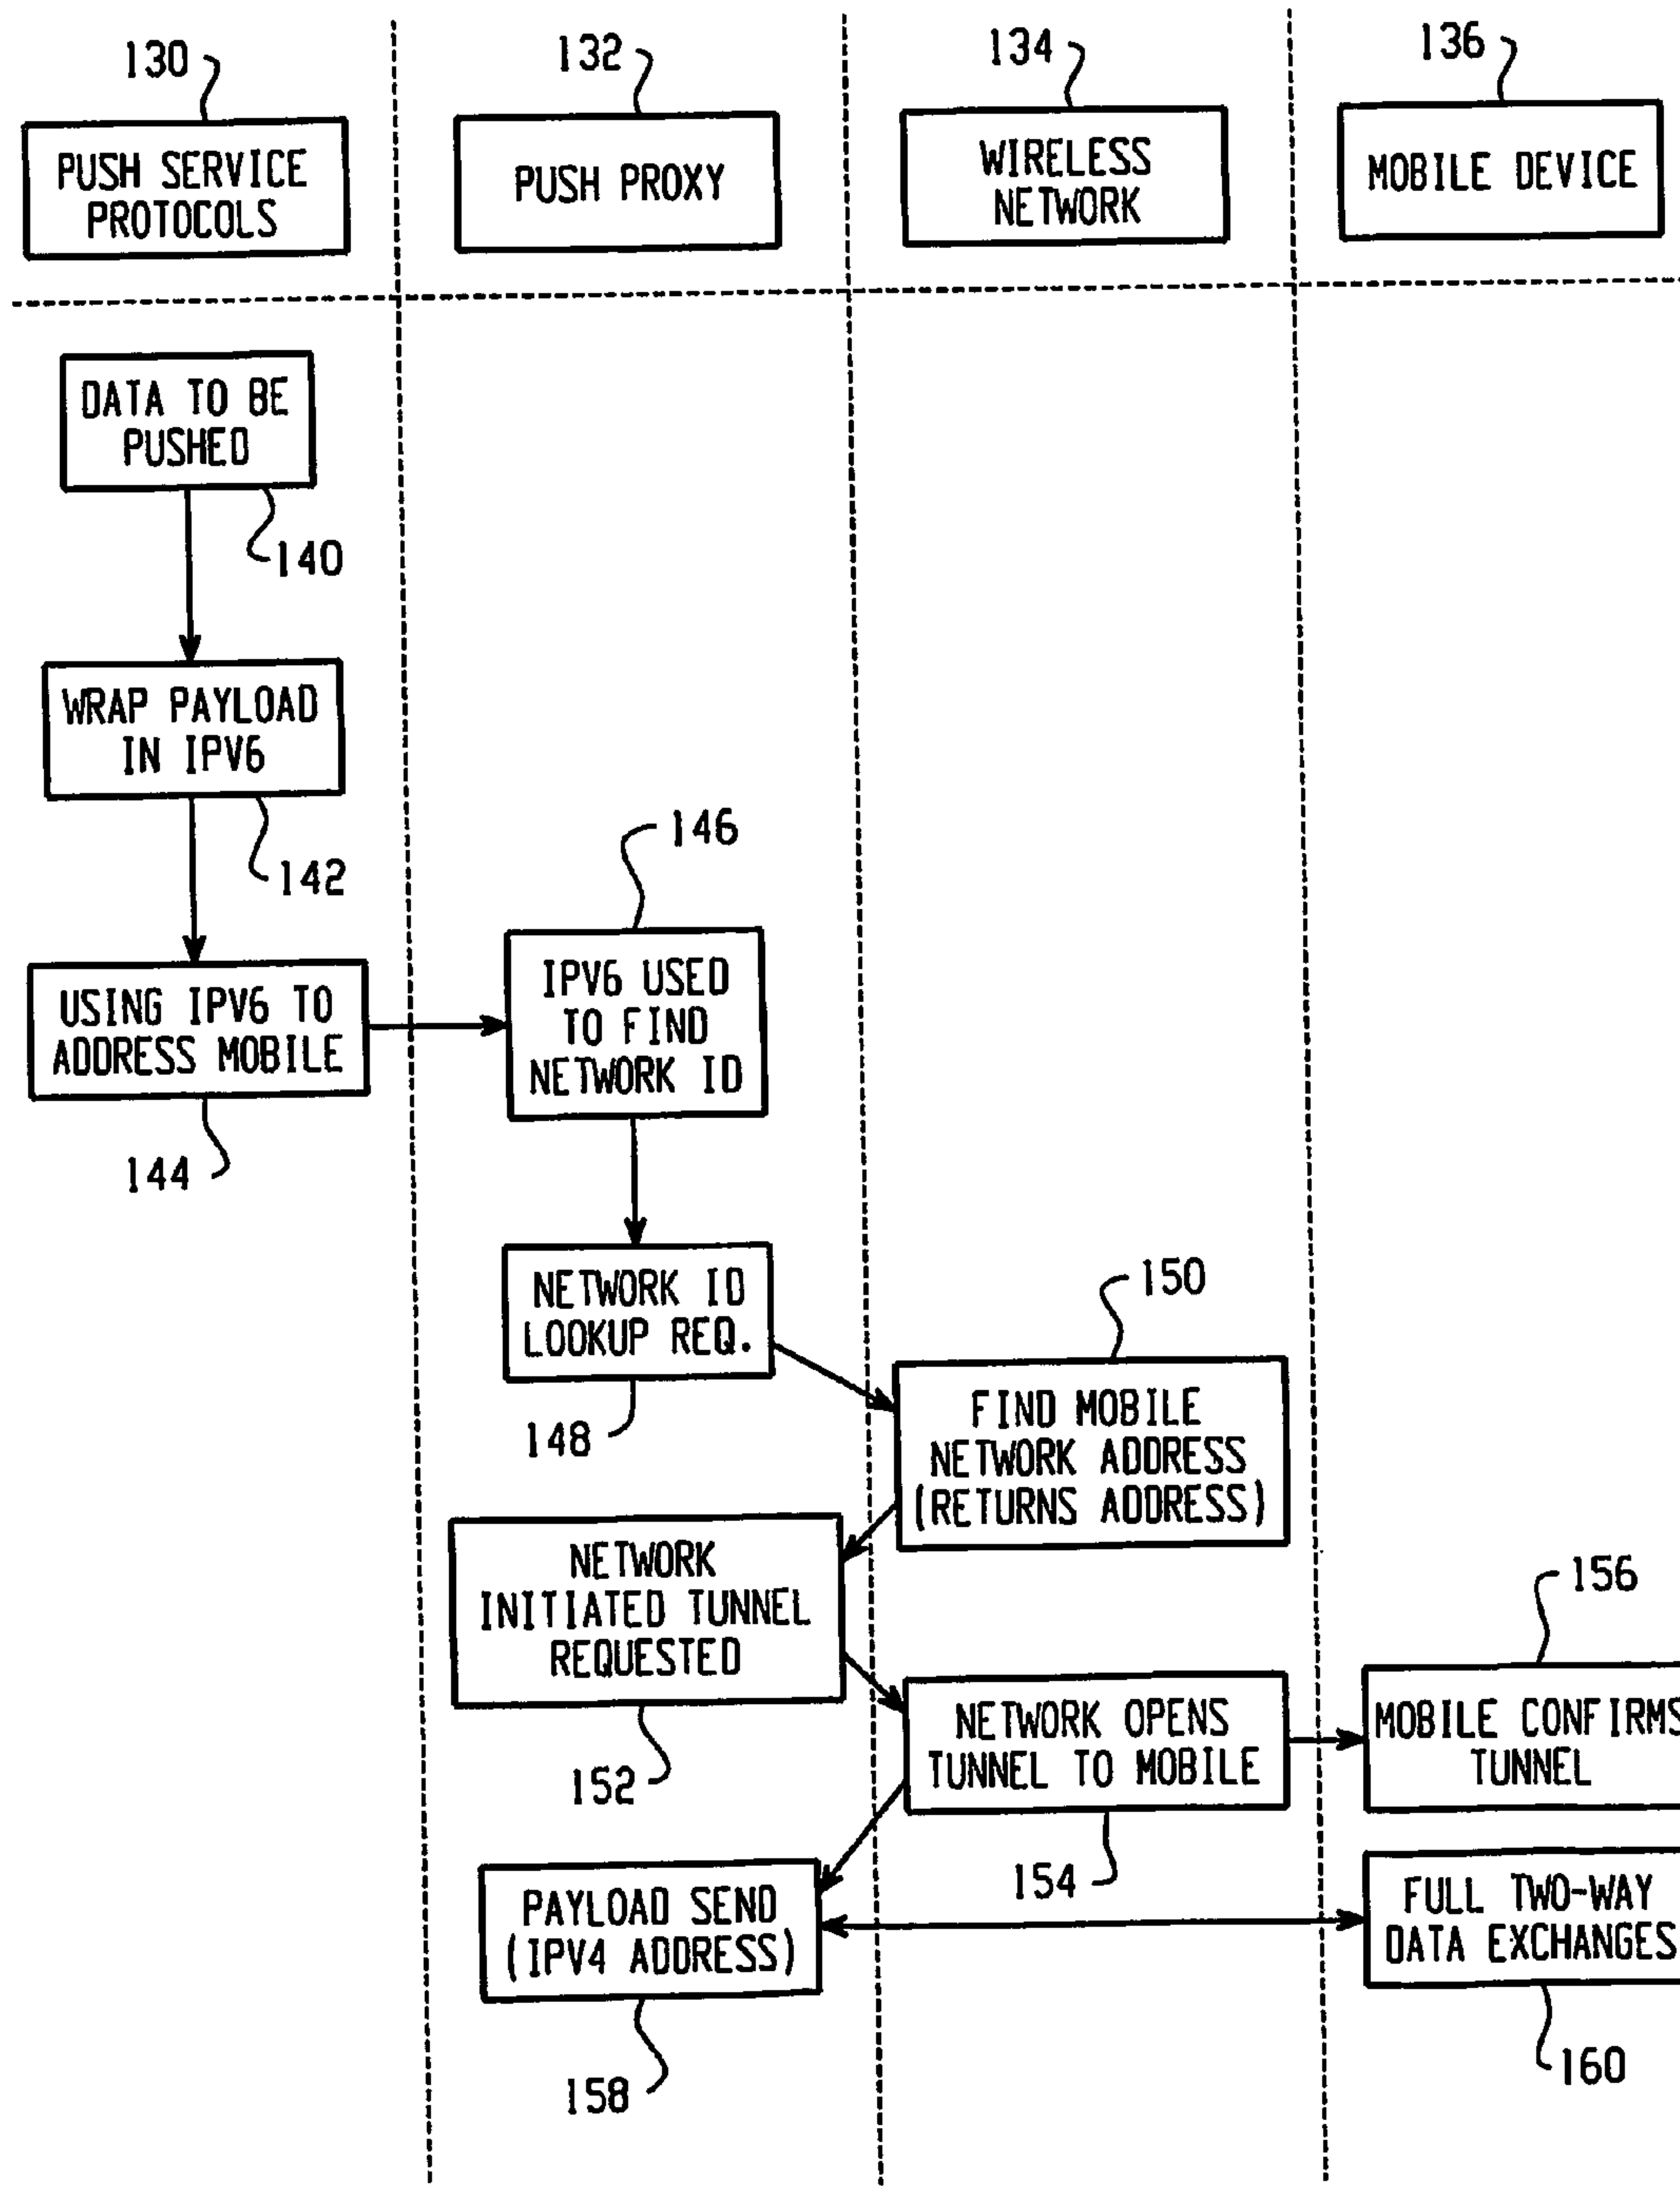 130
132
134
136
PUSH SERVICE
PROTOCOLS
PUSH PROXY
WIRELESS
NETWORK
MOBILE DEVICE
DATA TO BE
PUSHED
140
WRAP PAYLOAD
IN IPV6
142
146
USING IPV6 TO
ADDRESS MOBILE
144
IPV6 USED
TO FIND
NETWORK ID
NETWORK ID
LOOKUP REQ.
148
150
FIND MOBILE
NETWORK ADDRESS
(RETURNS ADDRESS)
NETWORK
INITIATED TUNNEL
REQUESTED
152
156
NETWORK OPENS
TUNNEL TO MOBILE
154
MOBILE CONFIRMS
TUNNEL
PAYLOAD SEND
(IPV4 ADDRESS)
158
FULL TWO-WAY
DATA EXCHANGES
160